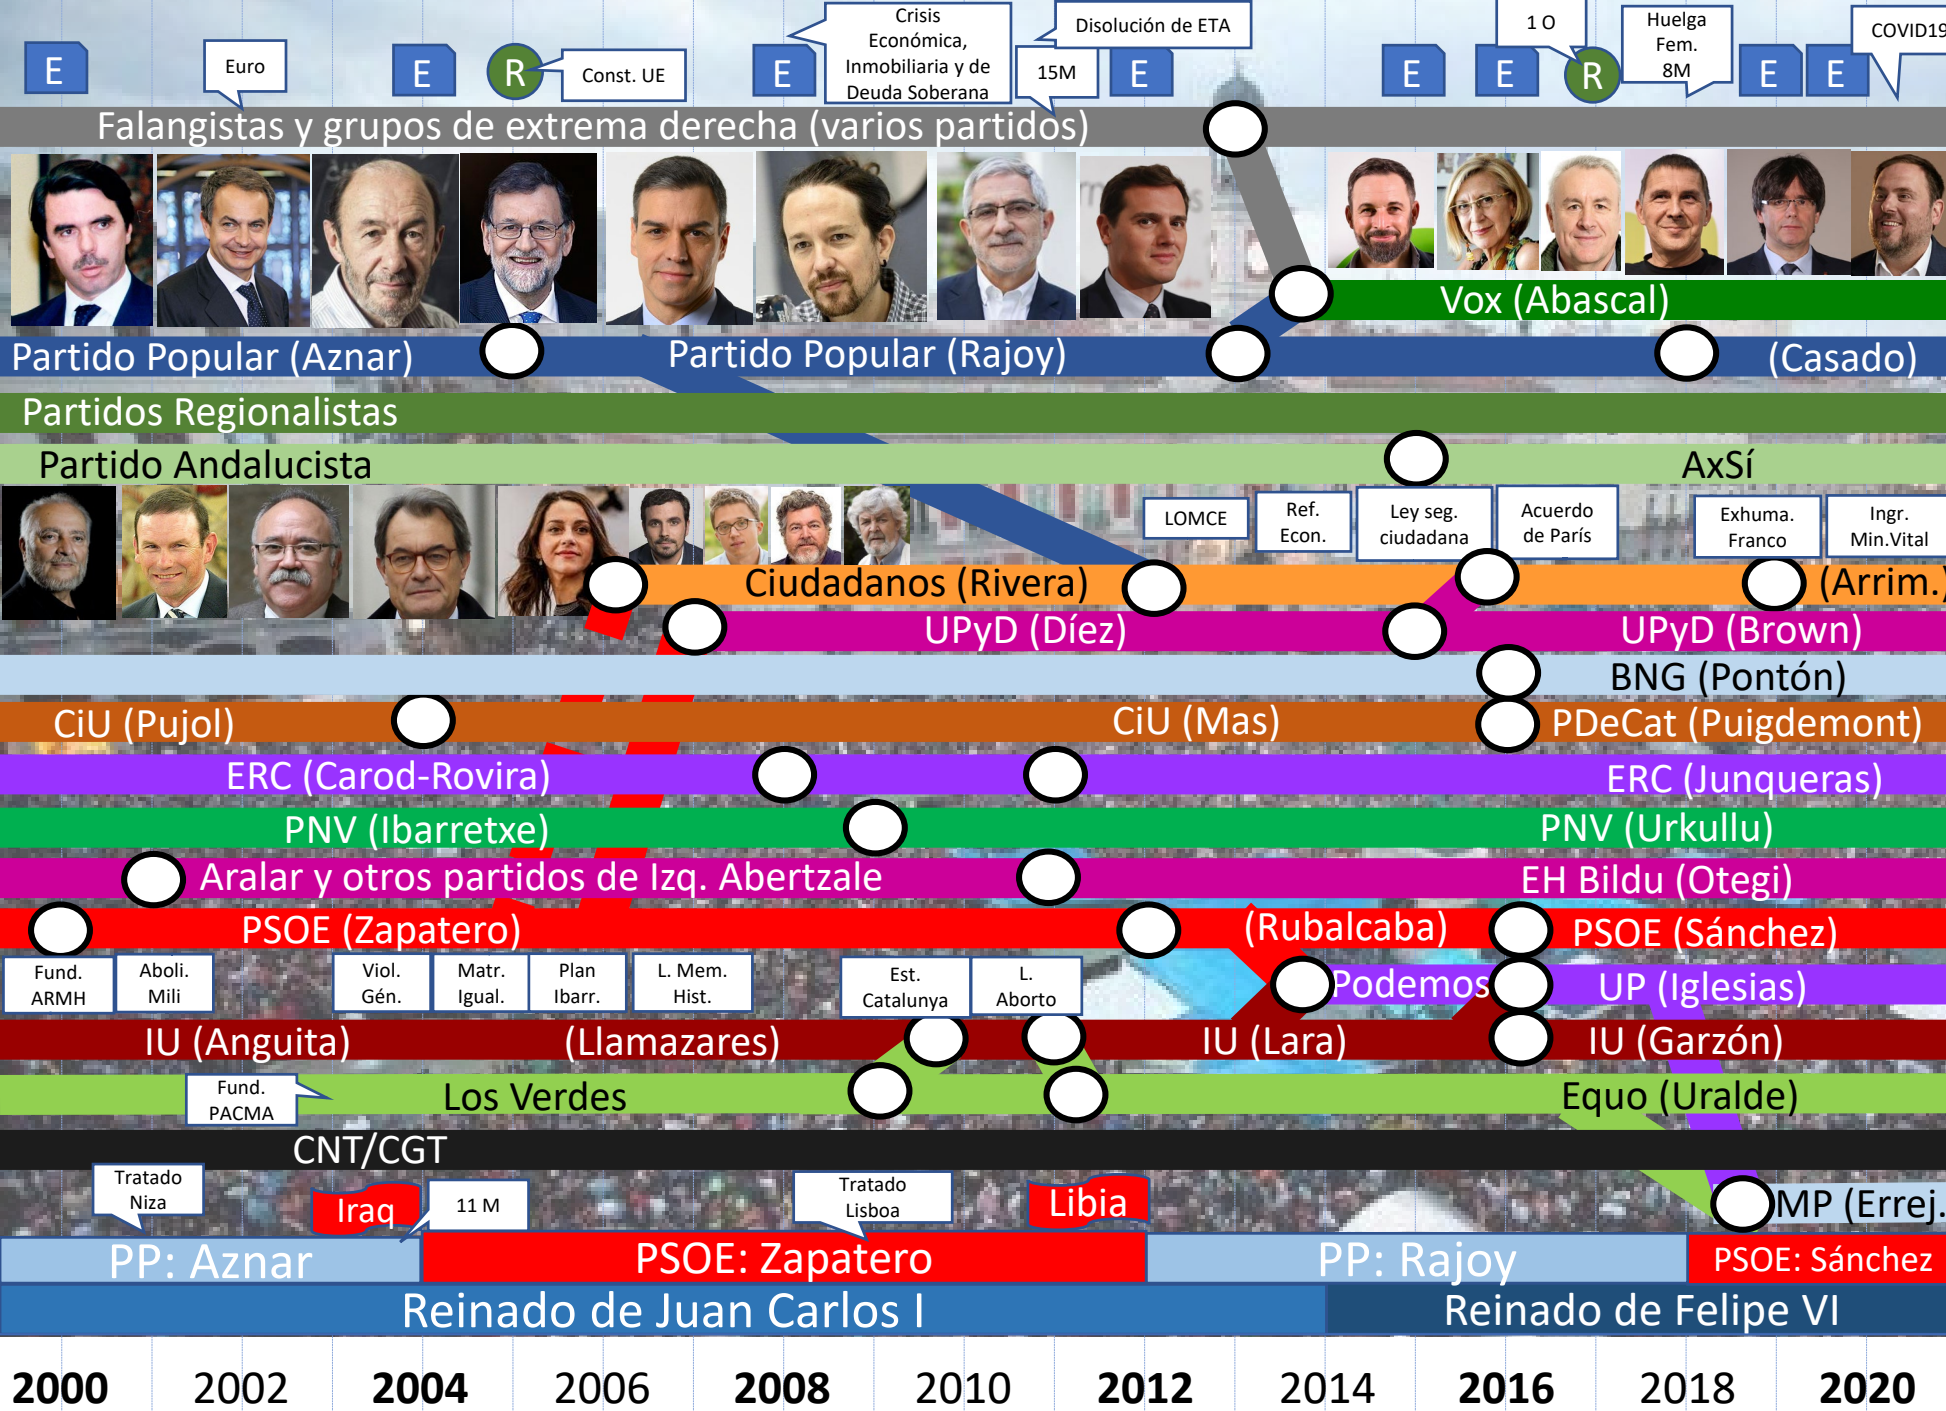 E
Euro
E
R
Const. UE
E
Crisis
Económica,
Inmobiliaria y de
Deuda Soberana
Disolución de ETA
15M
E
E
1 O
E
R
Huelga
Fem.
8M
E
E
COVID19
Falangistas y grupos de extrema derecha (varios partidos)
Vox (Abascal)
Partido Popular (Aznar)
Partido Popular (Rajoy)
(Casado)
Partidos Regionalistas
Partido Andalucista
AxSí
LOMCE
Ref.
Econ.
Ley seg.
ciudadana
Acuerdo
de París
Exhuma.
Franco
Ingr.
Min.Vital
Ciudadanos (Rivera)
(Arrim.)
UPyD (Díez)
UPyD (Brown)
BNG (Pontón)
CiU (Pujol)
CiU (Mas)
PDeCat (Puigdemont)
ERC (Carod-Rovira)
ERC (Junqueras)
PNV (Ibarretxe)
PNV (Urkullu)
Aralar y otros partidos de Izq. Abertzale
EH Bildu (Otegi)
PSOE (Zapatero)
(Rubalcaba)
PSOE (Sánchez)
Fund.
ARMH
Aboli.
Mili
Viol.
Gén.
Matr.
Igual.
Plan
Ibarr.
L. Mem.
Hist.
Est.
Catalunya
L.
Aborto
Podemos
UP (Iglesias)
IU (Anguita)
(Llamazares)
IU (Lara)
IU (Garzón)
Fund.
PACMA
Los Verdes
Equo (Uralde)
CNT/CGT
Tratado
Niza
Iraq
11 M
Tratado
Lisboa
Libia
MP (Errej.
PP: Aznar
PSOE: Zapatero
PP: Rajoy
PSOE: Sánchez
Reinado de Juan Carlos I
Reinado de Felipe VI
2000
2002
2004
2006
2008
2010
2012
2014
2016
2018
2020